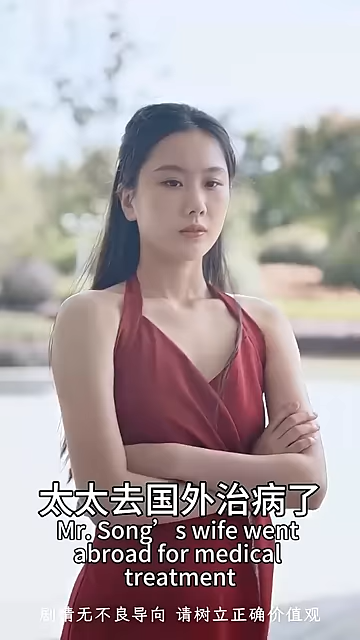 太太去国外治病了
Mr. Song's wife went
abroad for medical
treatment
剧情无不良导向 请树立正确价值观